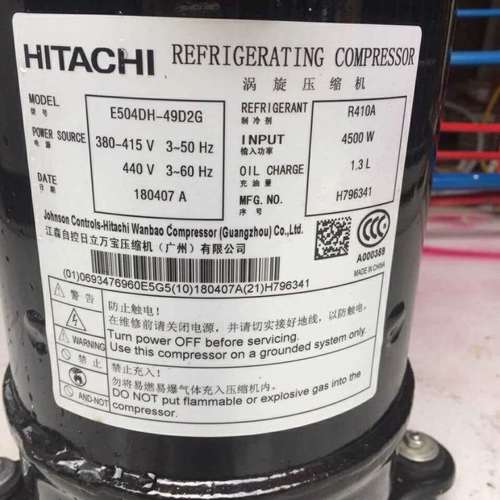 HITACHI REFRIGERATING COMPRESSOR
涡旋压缩机
MODEL 型号 E504DH-49D2G REFRIGERANT 制冷剂 R410A
POWER SOURCE 电源 380-415 V 3~50 Hz INPUT 输入功率 4500 W
440 V 3~60 Hz OIL CHARGE 充油量 1.3 L
DATE 日期 180407 A MFG. NO. 序号 H796341
Johnson Controls-Hitachi Wanbao Compressor (Guangzhou) Co.,Ltd.
江森自控日立万宝压缩机（广州）有限公司
CCC
A000389
MADE IN CHINA
(01)0693476960E5G5(10)180407A(21)H796341
警告 防止触电！
在维修前请关闭电源，并请切实接好地线，以防触电。
WARNING Turn power OFF before servicing.
Use this compressor on a grounded system only.
禁止 禁止充入！
勿将易燃易爆气体充入压缩机内。
AND-NOT DO NOT put flammable or explosive gas into the
compressor.